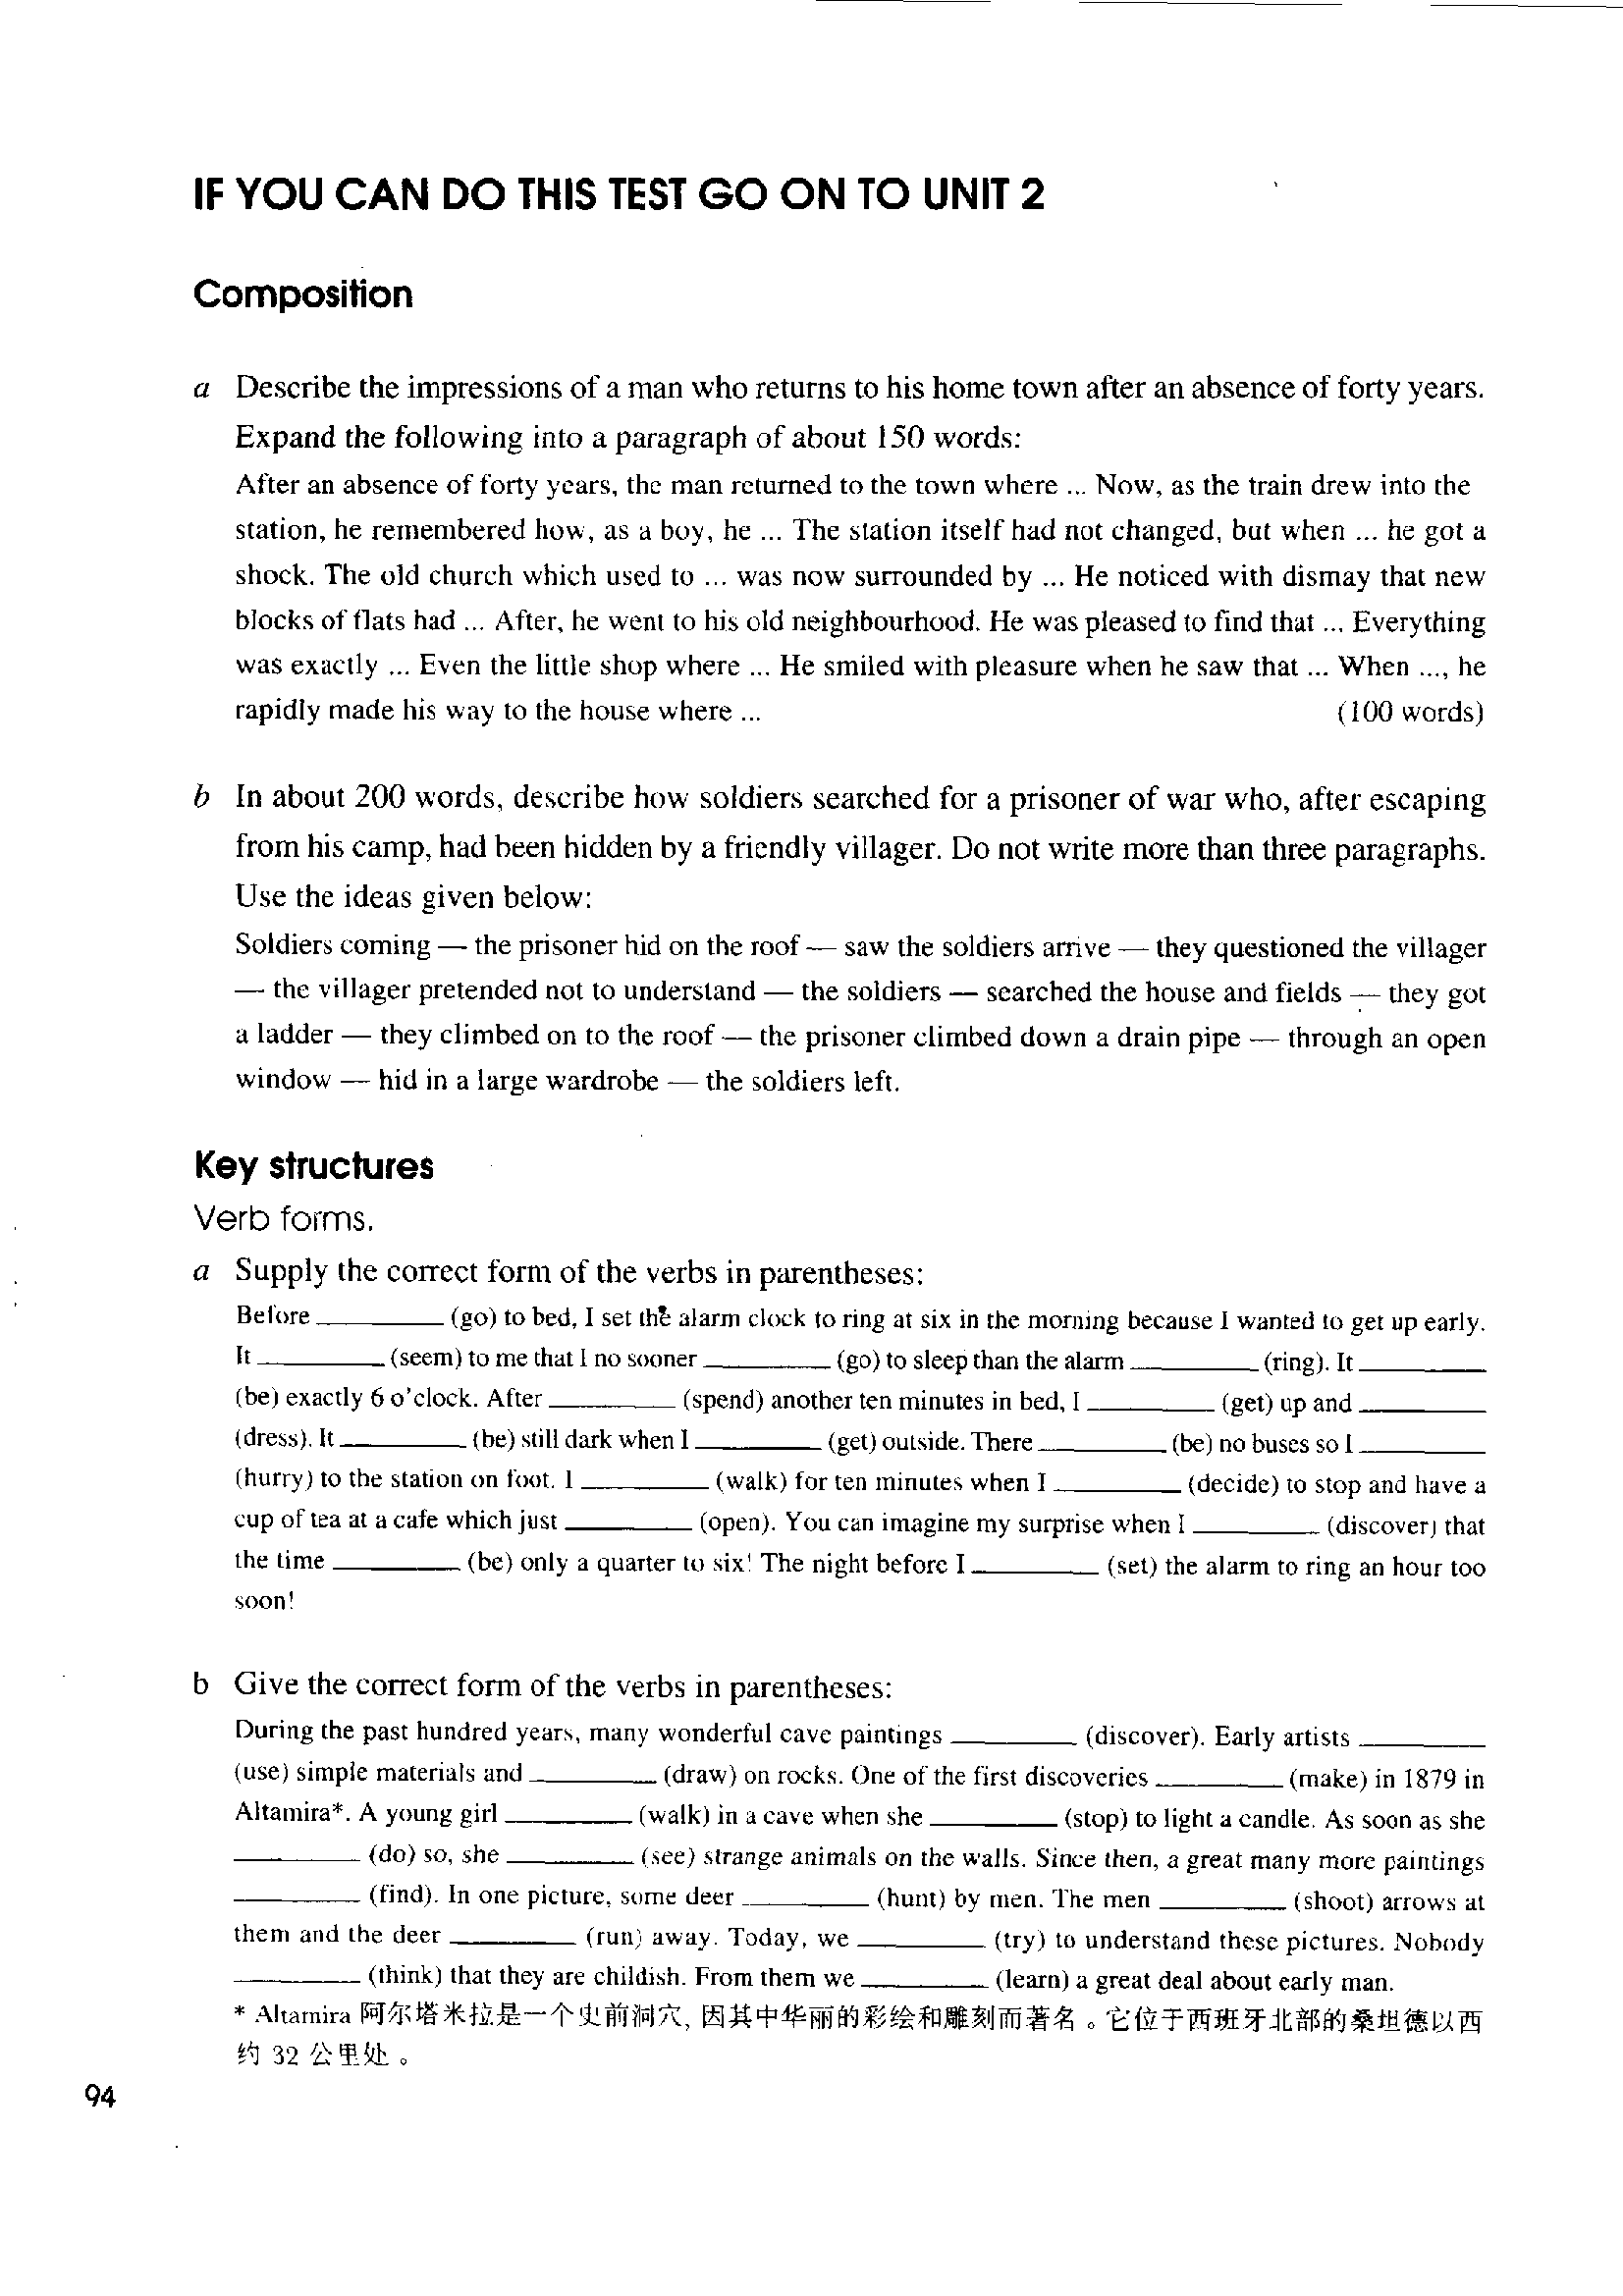 IF YOU CAN DO THIS TEST GO ON TO UNIT 2
Composition
a Describe the impressions of a man who returns to his home town after an absence of forty years.
Expand the following into a paragraph of about 150 words:
After an absence of forty years, the man returned to the town where ... Now, as the train drew into the
station, he remembered how, as a boy, he ... The station itself had not changed, but when ... he got a
shock. The old church which used to ... was now surrounded by ... He noticed with dismay that new
blocks of flats had ... After, he went to his old neighbourhood. He was pleased to find that ... Everything
was exactly ... Even the little shop where ... He smiled with pleasure when he saw that ... When ..., he
rapidly made his way to the house where ... (100 words)
b In about 200 words, describe how soldiers searched for a prisoner of war who, after escaping
from his camp, had been hidden by a friendly villager. Do not write more than three paragraphs.
Use the ideas given below:
Soldiers coming — the prisoner hid on the roof — saw the soldiers arrive — they questioned the villager
— the villager pretended not to understand — the soldiers — searched the house and fields — they got
a ladder — they climbed on to the roof — the prisoner climbed down a drain pipe — through an open
window — hid in a large wardrobe — the soldiers left.
Key structures
Verb forms.
a Supply the correct form of the verbs in parentheses:
Before ________ (go) to bed, I set the alarm clock to ring at six in the morning because I wanted to get up early.
It ________ (seem) to me that I no sooner ________ (go) to sleep than the alarm ________ (ring). It ________
(be) exactly 6 o'clock. After ________ (spend) another ten minutes in bed, I ________ (get) up and ________
(dress). It ________ (be) still dark when I ________ (get) outside. There ________ (be) no buses so I ________
(hurry) to the station on foot. I ________ (walk) for ten minutes when I ________ (decide) to stop and have a
cup of tea at a cafe which just ________ (open). You can imagine my surprise when I ________ (discover) that
the time ________ (be) only a quarter to six! The night before I ________ (set) the alarm to ring an hour too
soon!
b Give the correct form of the verbs in parentheses:
During the past hundred years, many wonderful cave paintings ________ (discover). Early artists ________
(use) simple materials and ________ (draw) on rocks. One of the first discoveries ________ (make) in 1879 in
Altamira*. A young girl ________ (walk) in a cave when she ________ (stop) to light a candle. As soon as she
________ (do) so, she ________ (see) strange animals on the walls. Since then, a great many more paintings
________ (find). In one picture, some deer ________ (hunt) by men. The men ________ (shoot) arrows at
them and the deer ________ (run) away. Today, we ________ (try) to understand these pictures. Nobody
________ (think) that they are childish. From them we ________ (learn) a great deal about early man.
* Altamira 阿尔塔米拉是一个史前洞穴, 因其中华丽的彩绘和雕刻而著名。它位于西班牙北部的桑坦德以西
约 32 公里处。
94